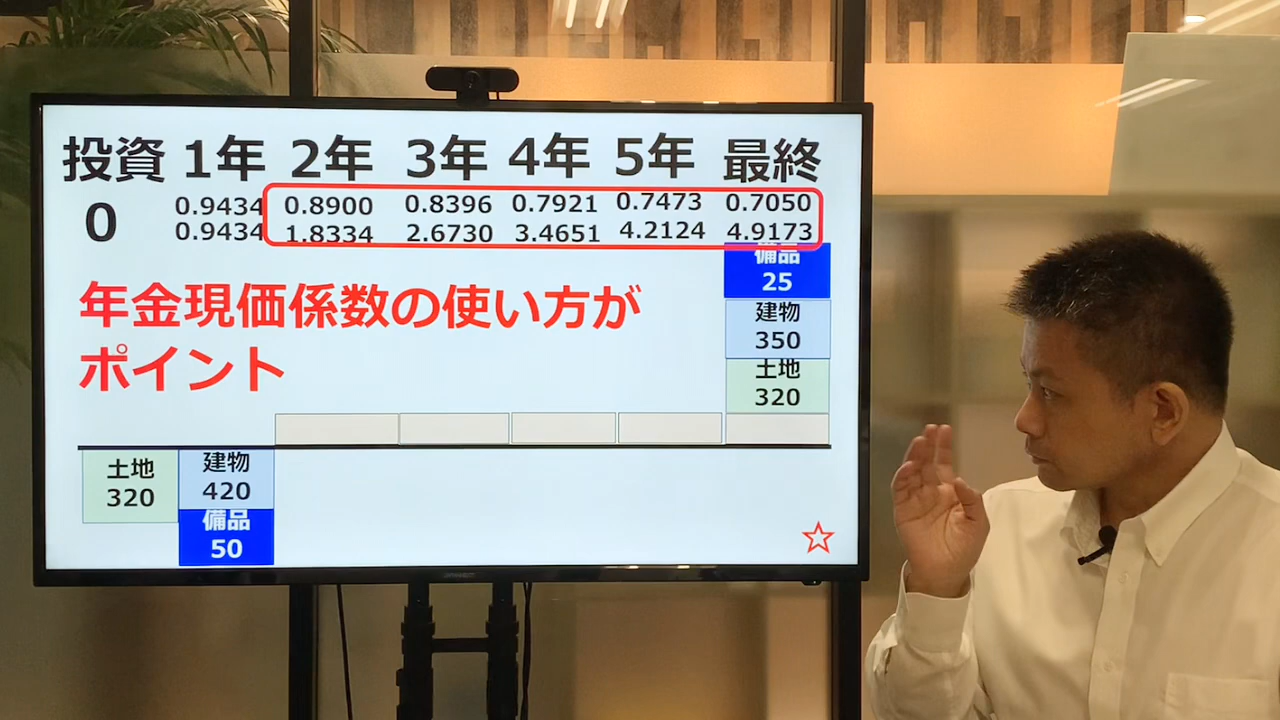 投資 1年 2年 3年 4年 5年 最終
0 0.9434 0.8900 0.8396 0.7921 0.7473 0.7050
0.9434 1.8334 2.6730 3.4651 4.2124 4.9173
備品
25
年金現価係数の使い方が
ポイント
建物
350
土地
320
土地
320
建物
420
備品
50